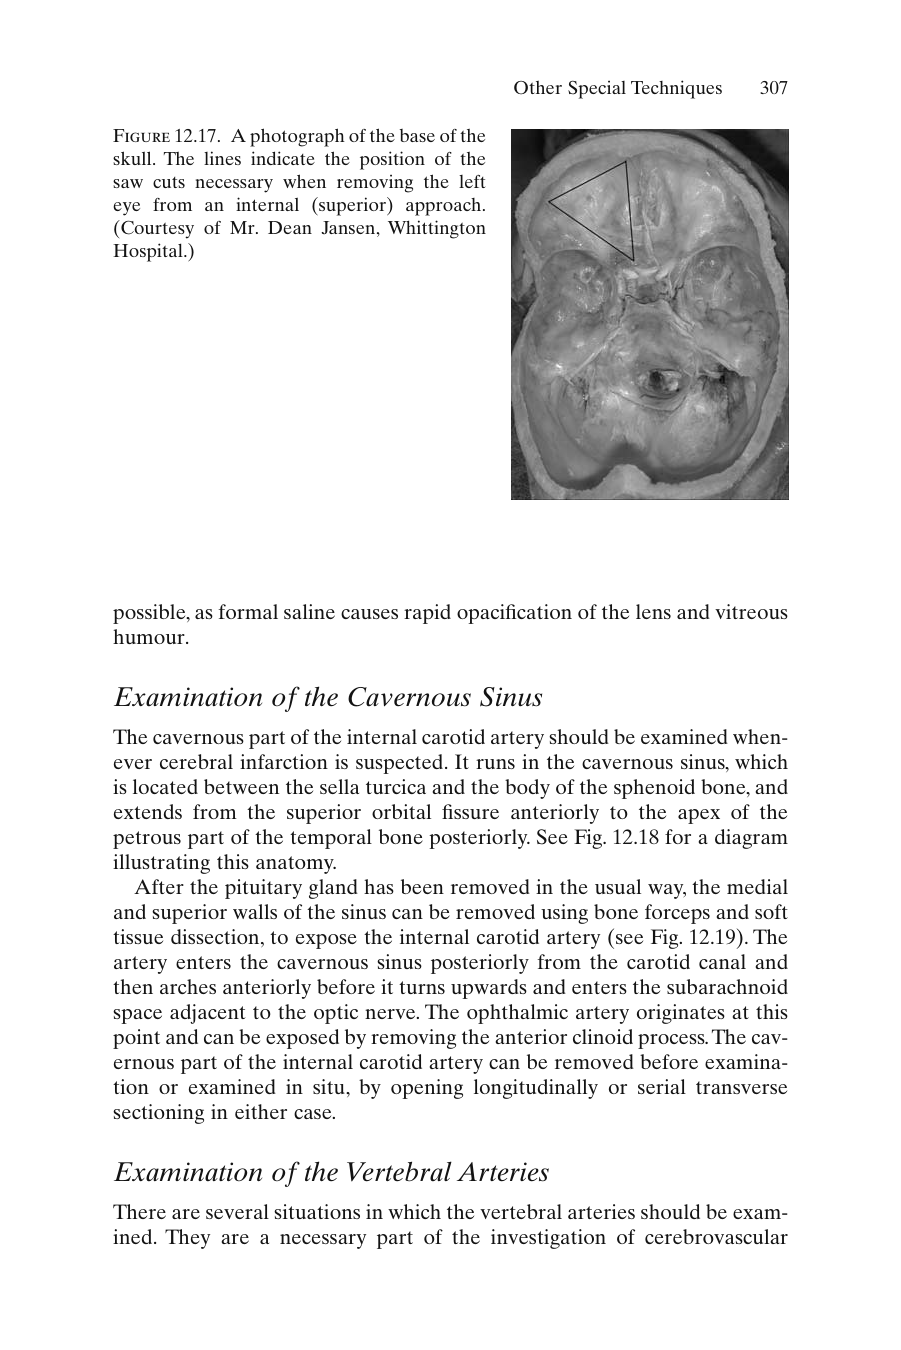 Other Special Techniques 307
FIGURE 12.17. A photograph of the base of the
skull. The lines indicate the position of the
saw cuts necessary when removing the left
eye from an internal (superior) approach.
(Courtesy of Mr. Dean Jansen, Whittington
Hospital.)
possible, as formal saline causes rapid opacification of the lens and vitreous
humour.
Examination of the Cavernous Sinus
The cavernous part of the internal carotid artery should be examined when-
ever cerebral infarction is suspected. It runs in the cavernous sinus, which
is located between the sella turcica and the body of the sphenoid bone, and
extends from the superior orbital fissure anteriorly to the apex of the
petrous part of the temporal bone posteriorly. See Fig. 12.18 for a diagram
illustrating this anatomy.
After the pituitary gland has been removed in the usual way, the medial
and superior walls of the sinus can be removed using bone forceps and soft
tissue dissection, to expose the internal carotid artery (see Fig. 12.19). The
artery enters the cavernous sinus posteriorly from the carotid canal and
then arches anteriorly before it turns upwards and enters the subarachnoid
space adjacent to the optic nerve. The ophthalmic artery originates at this
point and can be exposed by removing the anterior clinoid process. The cav-
ernous part of the internal carotid artery can be removed before examina-
tion or examined in situ, by opening longitudinally or serial transverse
sectioning in either case.
Examination of the Vertebral Arteries
There are several situations in which the vertebral arteries should be exam-
ined. They are a necessary part of the investigation of cerebrovascular